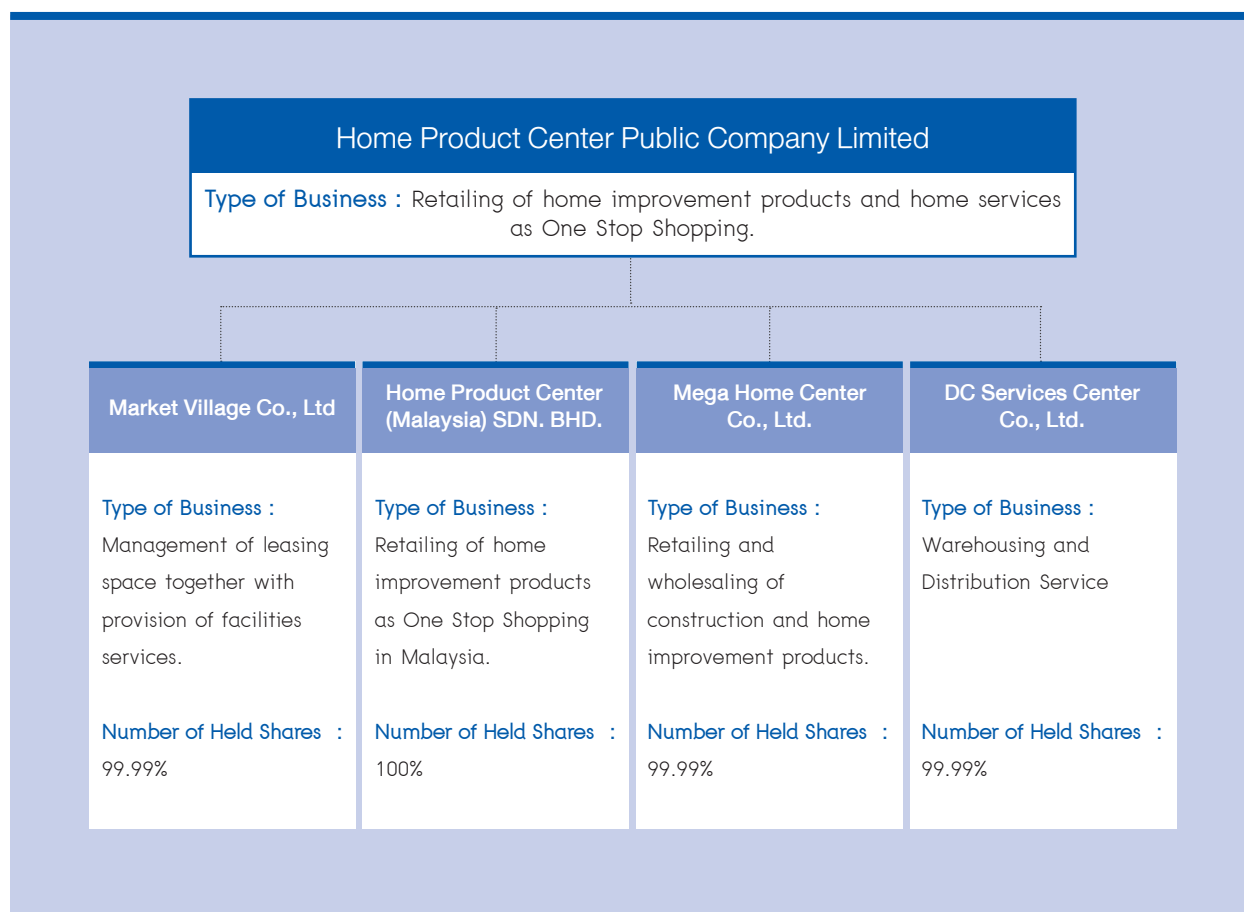 Home Product Center Public Company Limited
Type of Business : Retailing of home improvement products and home services
as One Stop Shopping.
Market Village Co., Ltd
Type of Business :
Management of leasing
space together with
provision of facilities
services.
Number of Held Shares :
99.99%
Home Product Center
(Malaysia) SDN. BHD.
Type of Business :
Retailing of home
improvement products
as One Stop Shopping
in Malaysia.
Number of Held Shares :
100%
Mega Home Center
Co., Ltd.
Type of Business :
Retailing and
wholesaling of
construction and home
improvement products.
Number of Held Shares :
99.99%
DC Services Center
Co., Ltd.
Type of Business :
Warehousing and
Distribution Service
Number of Held Shares :
99.99%